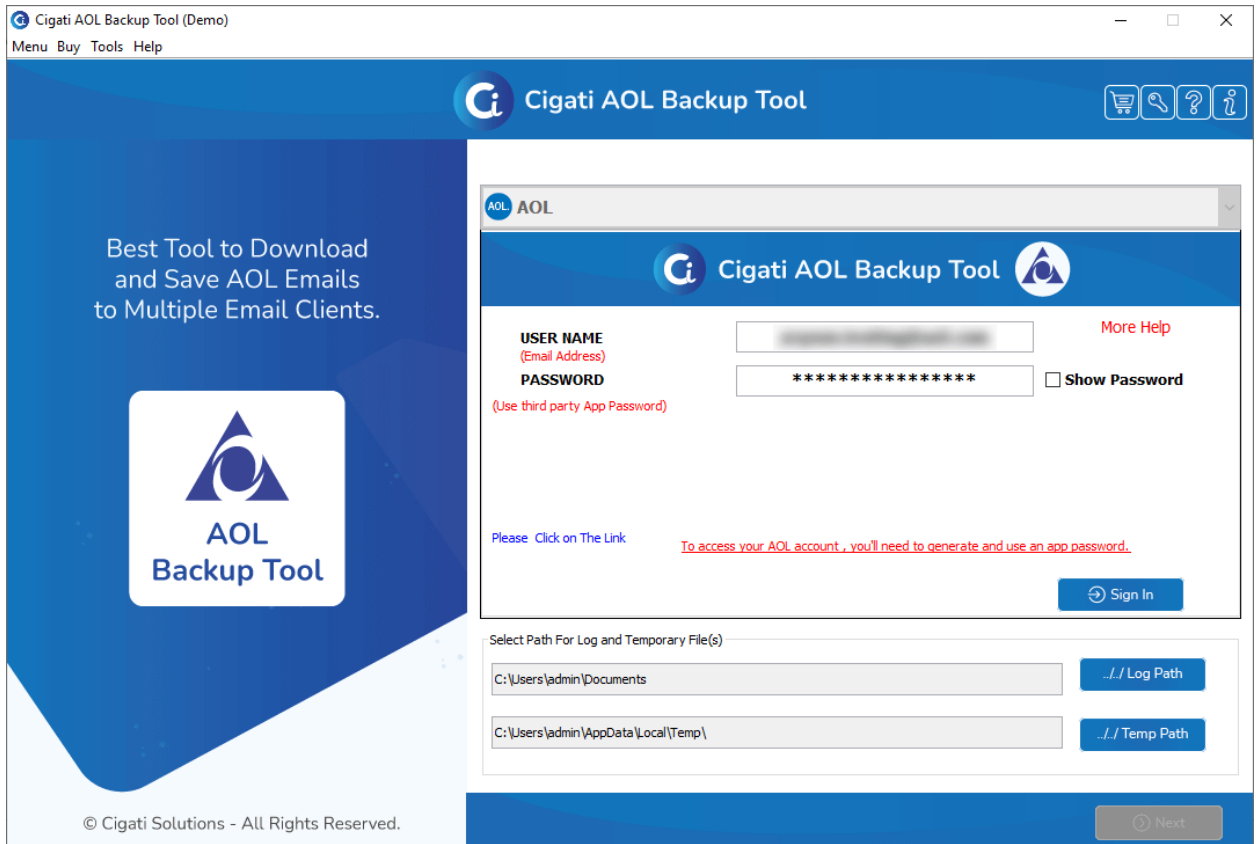 Cigati AOL Backup Tool (Demo)
Menu Buy Tools Help
Ci Cigati AOL Backup Tool
Best Tool to Download
and Save AOL Emails
to Multiple Email Clients.
AOL
Backup Tool
© Cigati Solutions - All Rights Reserved.
AOL. AOL
Ci Cigati AOL Backup Tool
USER NAME
More Help
(Email Address)
PASSWORD
****************
Show Password
(Use third party App Password)
Please Click on The Link
To access your AOL account , you'll need to generate and use an app password.
Sign In
Select Path For Log and Temporary File(s)
C:\Users\admin\Documents
../../ Log Path
C:\Users\admin\AppData\Local\Temp\
../../ Temp Path
Next